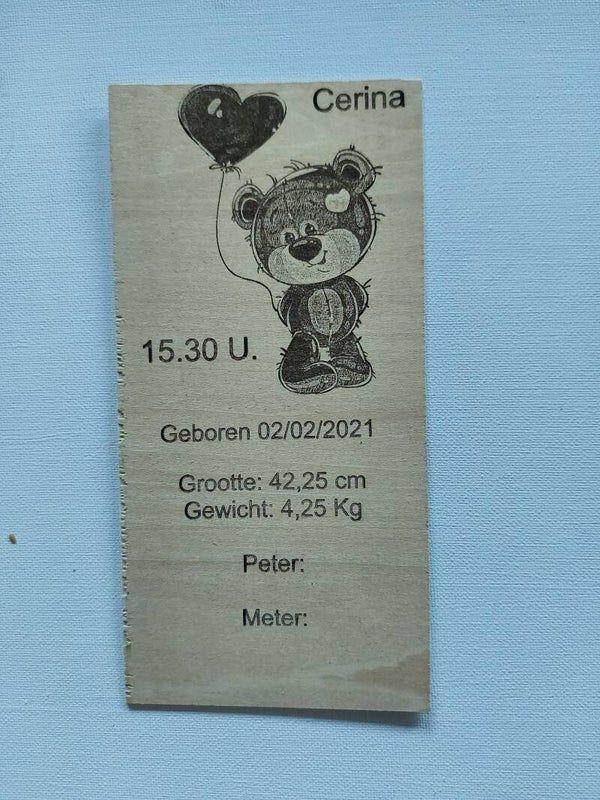 Cerina
15.30 U.
Geboren 02/02/2021
Grootte: 42,25 cm
Gewicht: 4,25 Kg
Peter:
Meter: